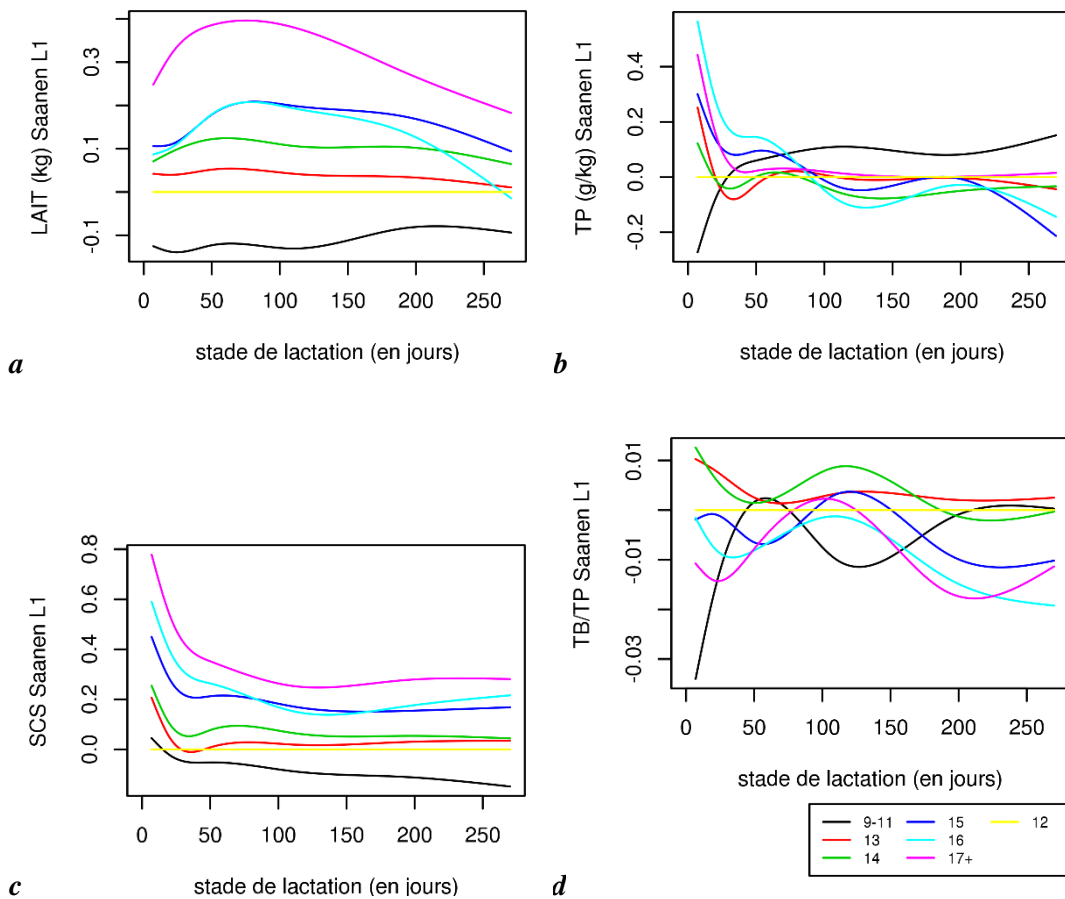 LAIT (kg) Saanen L1
0.3
0.1
-0.1
0 50 100 150 200 250
stade de lactation (en jours)
a
TP (g/kg) Saanen L1
0.4
0.2
0.0
-0.2
0 50 100 150 200 250
stade de lactation (en jours)
b
SCS Saanen L1
0.8
0.6
0.4
0.2
0.0
0 50 100 150 200 250
stade de lactation (en jours)
c
TB/TP Saanen L1
0.01
-0.01
-0.03
0 50 100 150 200 250
stade de lactation (en jours)
d
9-11 15 12
13 16
14 17+